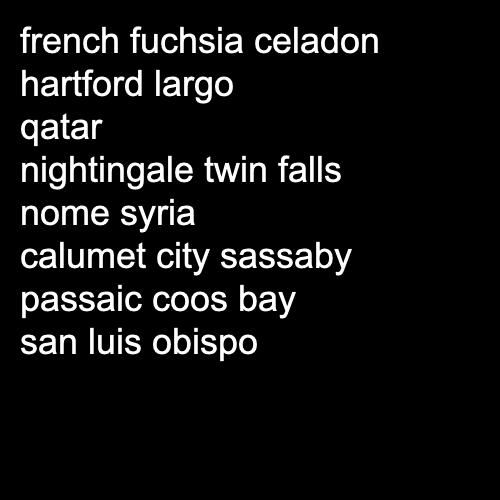 french fuchsia celadon
hartford largo
qatar
nightingale twin falls
nome syria
calumet city sassaby
passaic coos bay
san luis obispo